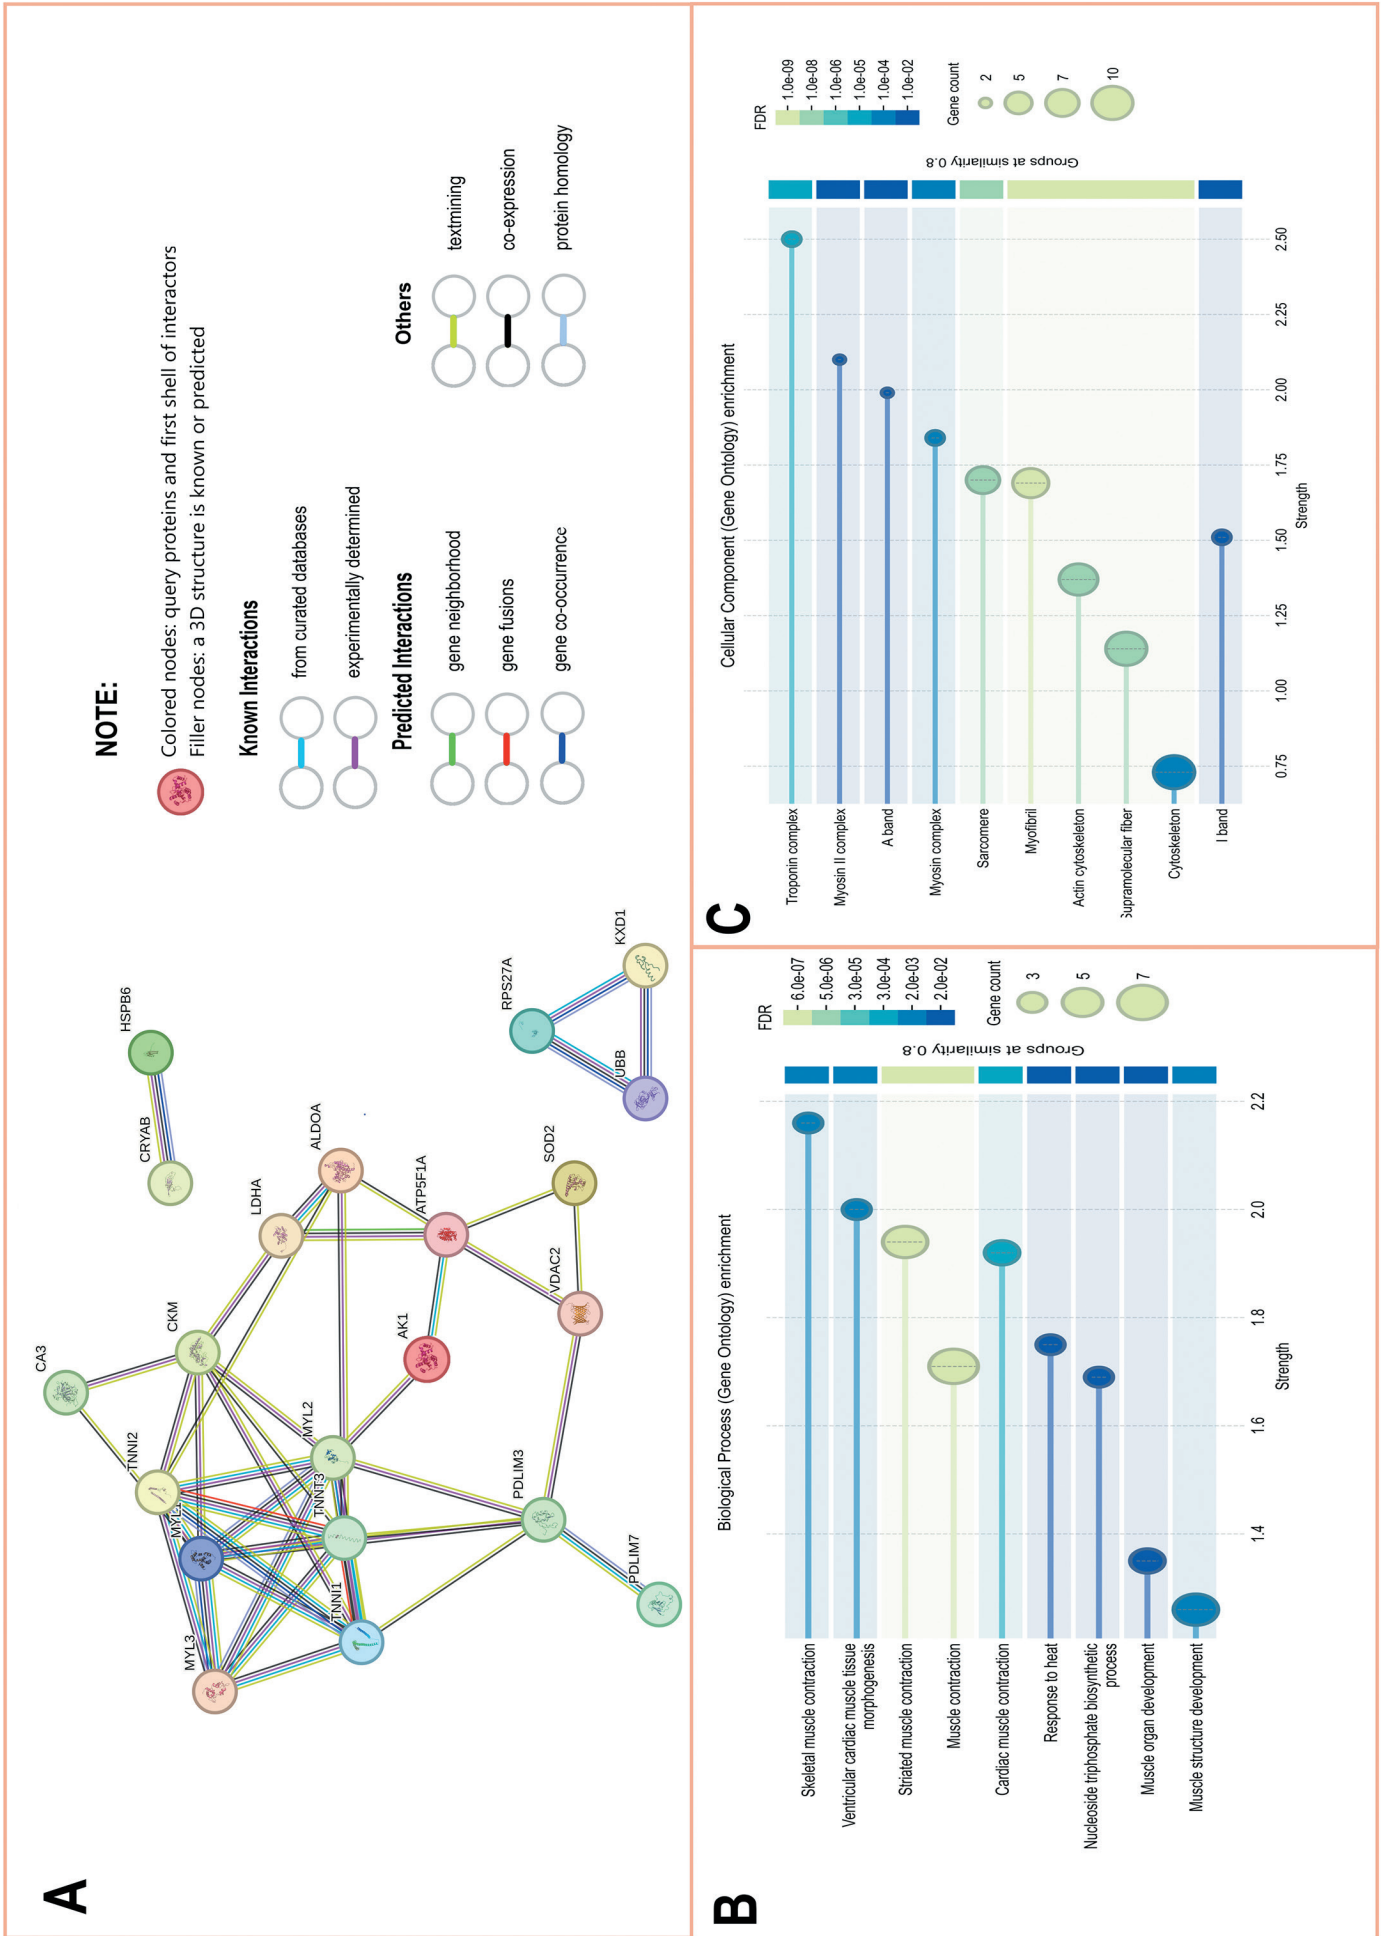 A
CA3
TNNI2
CKM
MYL1
MYL3
LDHA
CRYAB
HSPB6
ALDOA
MYL2
TNNT3
TNNI1
AK1
ATP5F1A
PDLIM3
VDAC2
SOD2
PDLIM7
RPS27A
UBB
KXD1
NOTE:
Colored nodes: query proteins and first shell of interactors
Filler nodes: a 3D structure is known or predicted
Known Interactions
from curated databases
experimentally determined
Predicted Interactions
gene neighborhood
gene fusions
gene co-occurrence
Others
textmining
co-expression
protein homology
B
Biological Process (Gene Ontology) enrichment
Skeletal muscle contraction
Ventricular cardiac muscle tissue
morphogenesis
Striated muscle contraction
Muscle contraction
Cardiac muscle contraction
Response to heat
Nucleoside triphosphate biosynthetic
process
Muscle organ development
Muscle structure development
1.4 1.6 1.8 2.0 2.2
Strength
Groups at similarity 0.8
FDR
6.0e-07
5.0e-06
3.0e-05
3.0e-04
2.0e-03
2.0e-02
Gene count
3
5
7
C
Cellular Component (Gene Ontology) enrichment
Troponin complex
Myosin II complex
A band
Myosin complex
Sarcomere
Myofibril
Actin cytoskeleton
Supramolecular fiber
Cytoskeleton
I band
0.75 1.00 1.25 1.50 1.75 2.00 2.25 2.50
Strength
Groups at similarity 0.8
FDR
1.0e-09
1.0e-08
1.0e-06
1.0e-05
1.0e-04
1.0e-02
Gene count
2
5
7
10